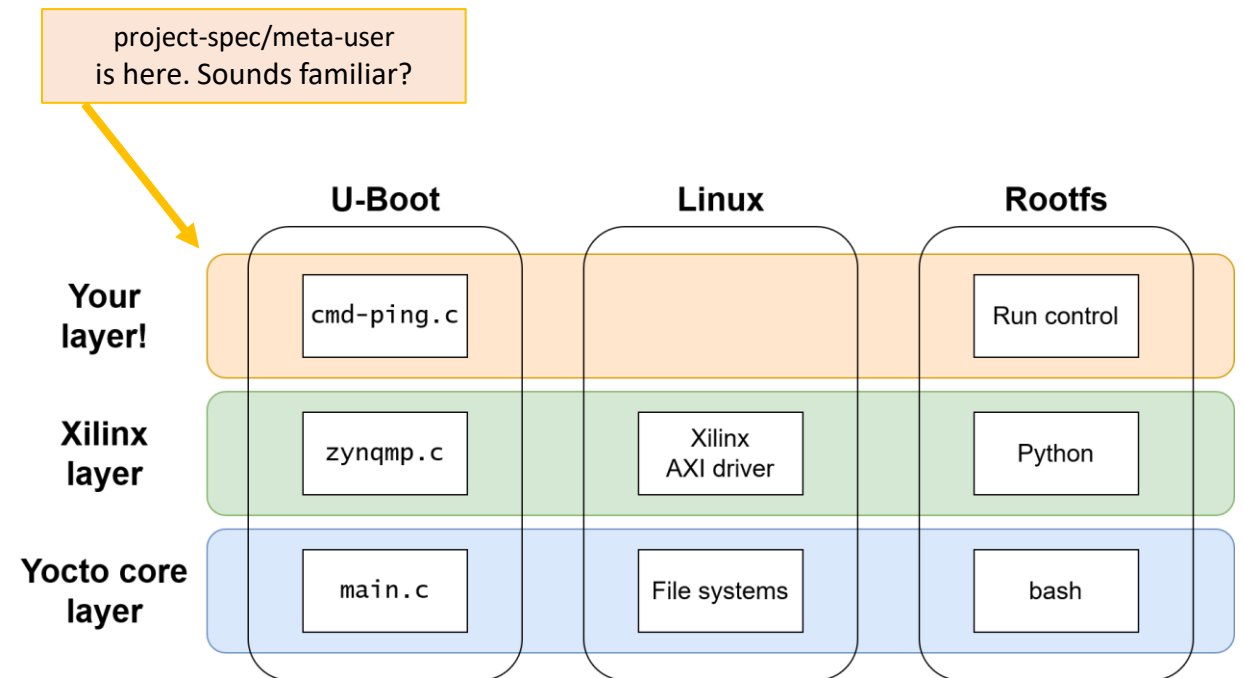 project-spec/meta-user
is here. Sounds familiar?
U-Boot
Linux
Rootfs
Your
layer!
cmd-ping.c
Run control
Xilinx
layer
zynqmp.c
Xilinx
AXI driver
Python
Yocto core
layer
main.c
File systems
bash